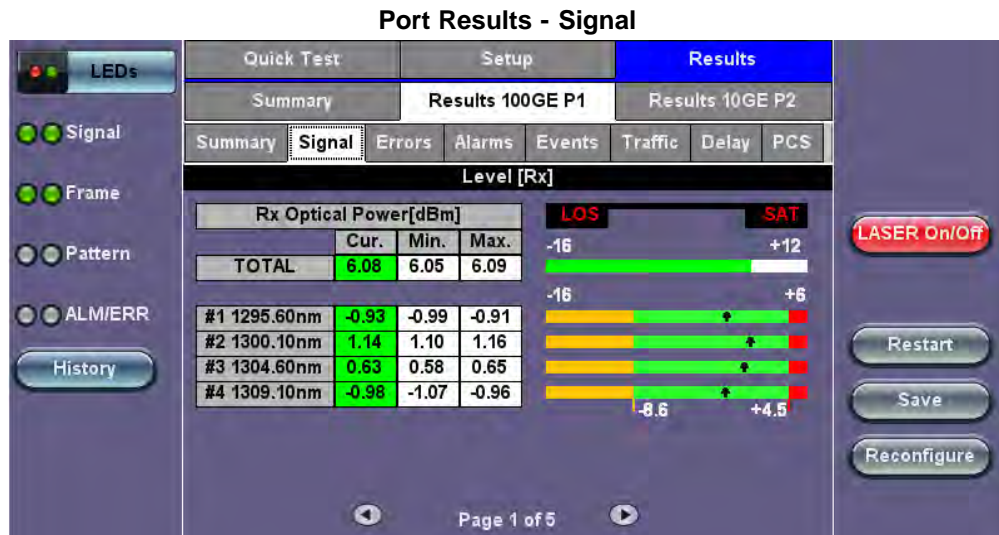 Port Results - Signal
LEDs
Quick Test Setup Results
Summary Results 100GE P1 Results 10GE P2
Signal
Summary Signal Errors Alarms Events Traffic Delay PCS
Level [Rx]
Frame
Rx Optical Power[dBm] LOS SAT
Cur. Min. Max. -16 +12
LASER On/Off
Pattern
TOTAL 6.08 6.05 6.09
-16 +6
ALM/ERR
#1 1295.60nm -0.93 -0.99 -0.91
#2 1300.10nm 1.14 1.10 1.16
Restart
#3 1304.60nm 0.63 0.58 0.65
History
#4 1309.10nm -0.98 -1.07 -0.96
-8.6 +4.5
Save
Reconfigure
Page 1 of 5